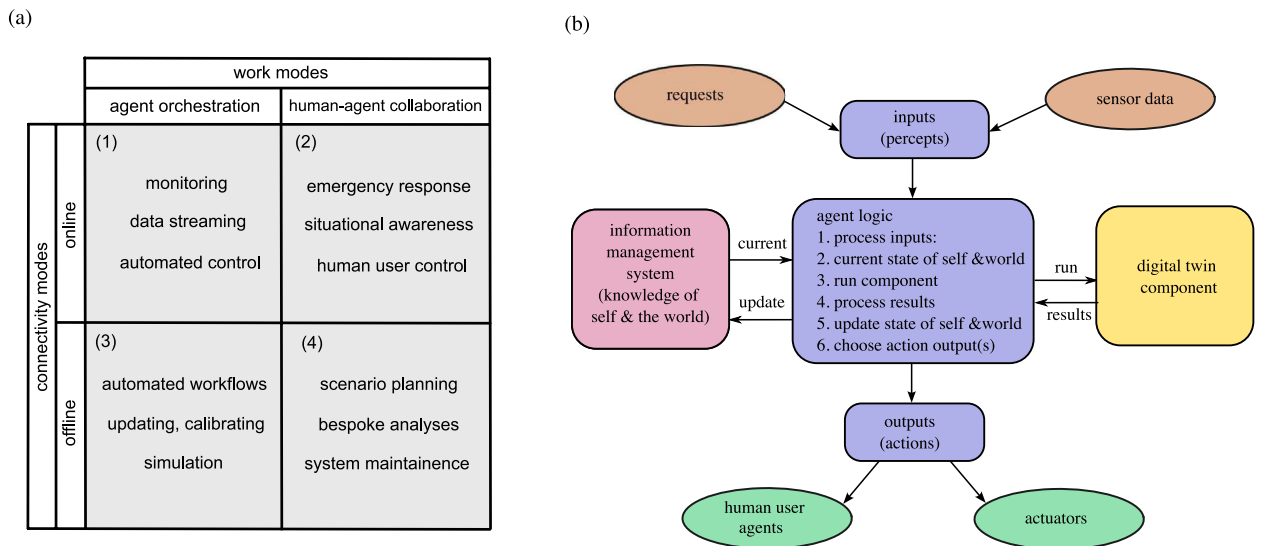 (a)
work modes
agent orchestration
human-agent collaboration
connectivity modes
online
(1)
monitoring
data streaming
automated control
(2)
emergency response
situational awareness
human user control
offline
(3)
automated workflows
updating, calibrating
simulation
(4)
scenario planning
bespoke analyses
system maintainence
(b)
requests
sensor data
inputs
(percepts)
information
management
system
(knowledge of
self & the world)
current
update
agent logic
1. process inputs:
2. current state of self &world
3. run component
4. process results
5. update state of self &world
6. choose action output(s)
run
results
digital twin
component
outputs
(actions)
human user
agents
actuators